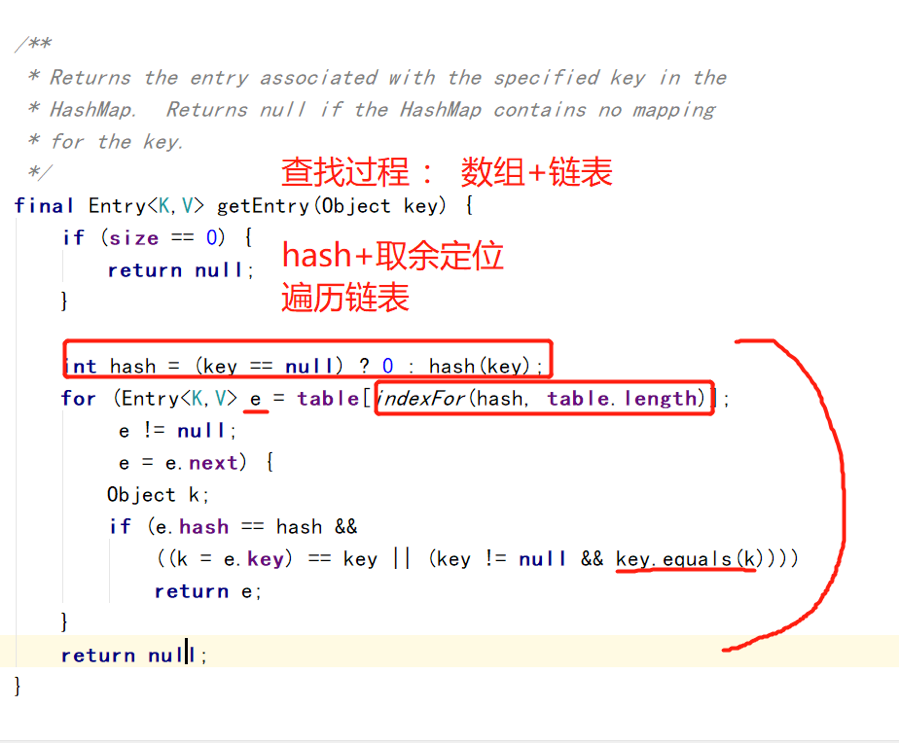 /**
* Returns the entry associated with the specified key in the
* HashMap.  Returns null if the HashMap contains no mapping
* for the key.
*/
查找过程： 数组+链表
final Entry<K,V> getEntry(Object key) {
if (size == 0) {
hash+取余定位
return null;
遍历链表
}
int hash = (key == null) ? 0 : hash(key);
for (Entry<K,V> e = table[indexFor(hash, table.length)];
e != null;
e = e.next) {
Object k;
if (e.hash == hash &&
((k = e.key) == key || (key != null && key.equals(k))))
return e;
}
return null;
}